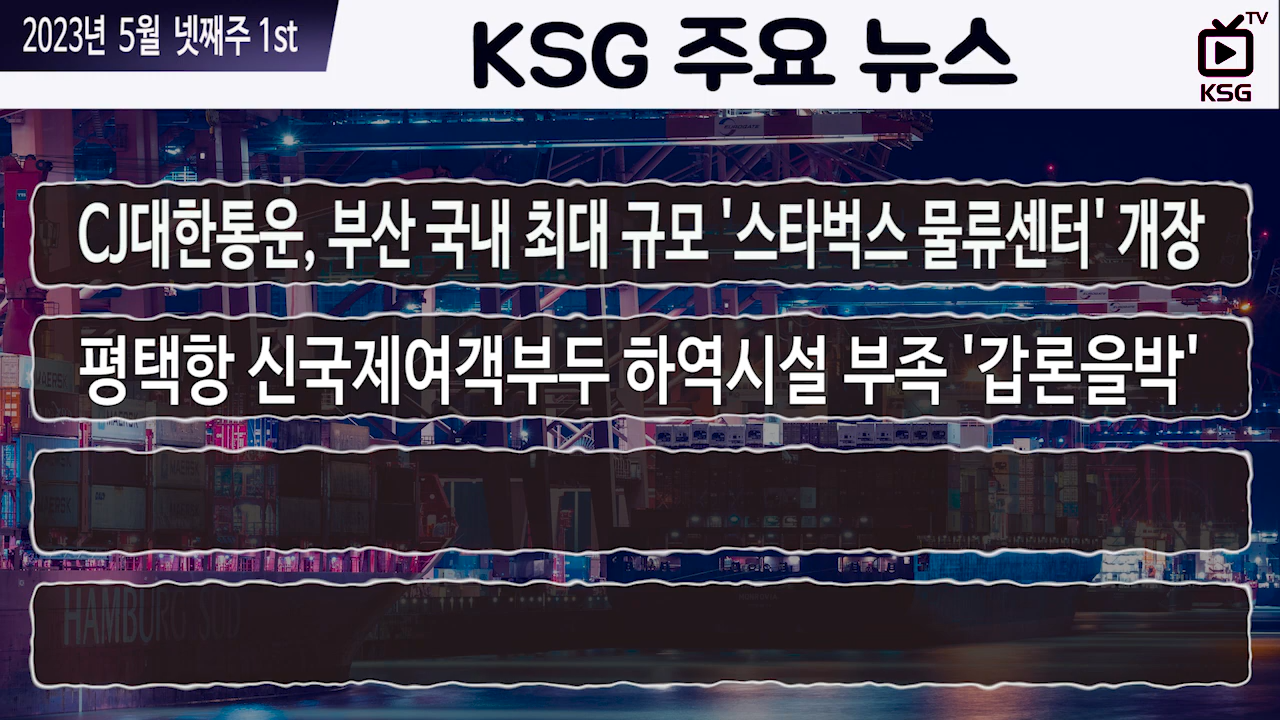 2023년 5월 넷째주 1st
KSG 주요 뉴스
TV
KSG
CJ대한통운, 부산 국내 최대 규모 '스타벅스 물류센터' 개장
평택항 신국제여객부두 하역시설 부족 '갑론을박'
MAERSK
HAMBURG SÜD